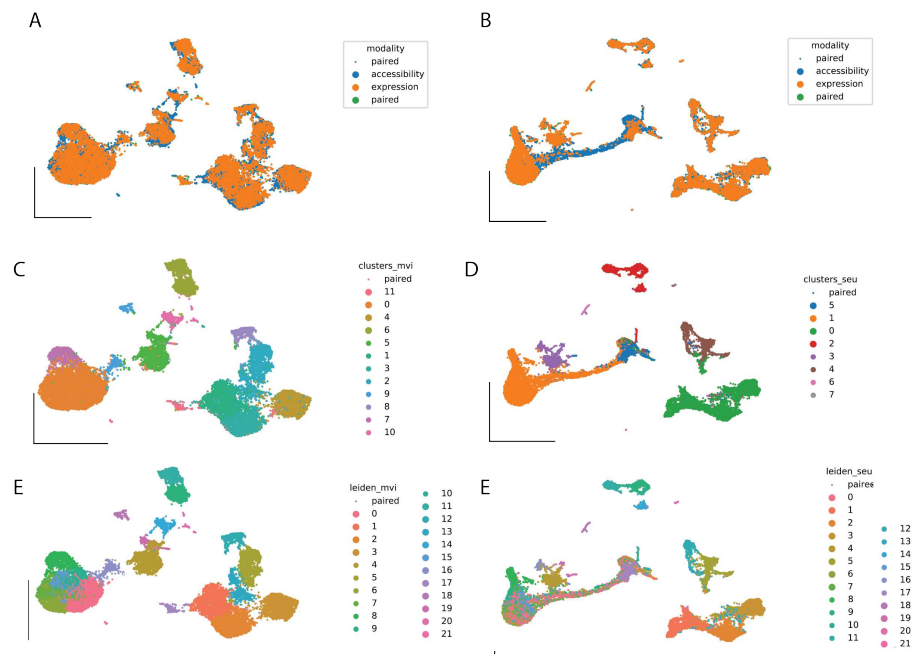 A
modality
paired
accessibility
expression
paired
B
modality
paired
accessibility
expression
paired
C
clusters_mvi
paired
11
0
4
6
5
1
3
2
9
8
7
10
D
clusters_seu
paired
5
1
0
2
3
4
6
7
E
leiden_mvi
paired
0
1
2
3
4
5
6
7
8
9
10
11
12
13
14
15
16
17
18
19
20
21
E
leiden_seu
paired
0
1
2
3
4
5
6
7
8
9
10
11
12
13
14
15
16
17
18
19
20
21